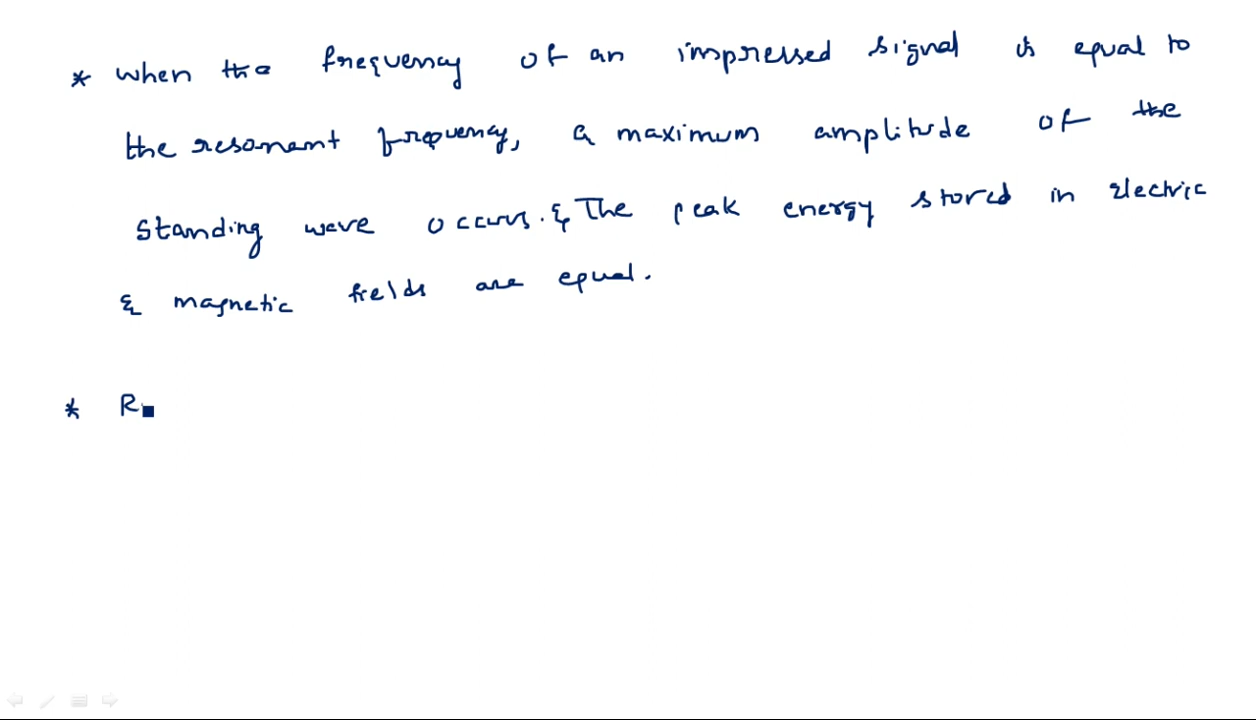 * when the frequency of an impressed signal is equal to
the resonant frequency, a maximum amplitude of the
standing wave occurs. & The peak energy stored in electric
& magnetic fields are equal.
* R